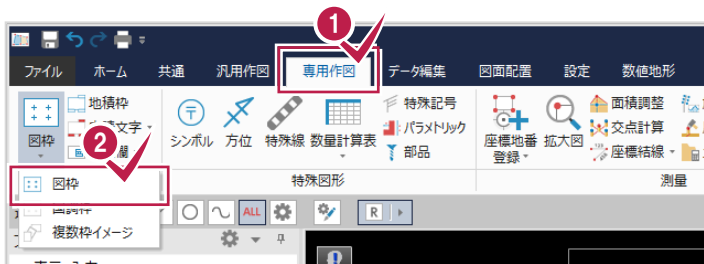 1
ファイル ホーム 共通 汎用作図 専用作図 データ編集 図面配置 設定 数値地形
地積枠 特殊記号 面積調整
文字 パラメトリック 交点計算
図枠 シンボル 方位 特殊線 数量計算表 部品 座標地番登録 拡大図 座標結線
2
図枠
特殊図形 測量
ALL R
複数枠イメージ